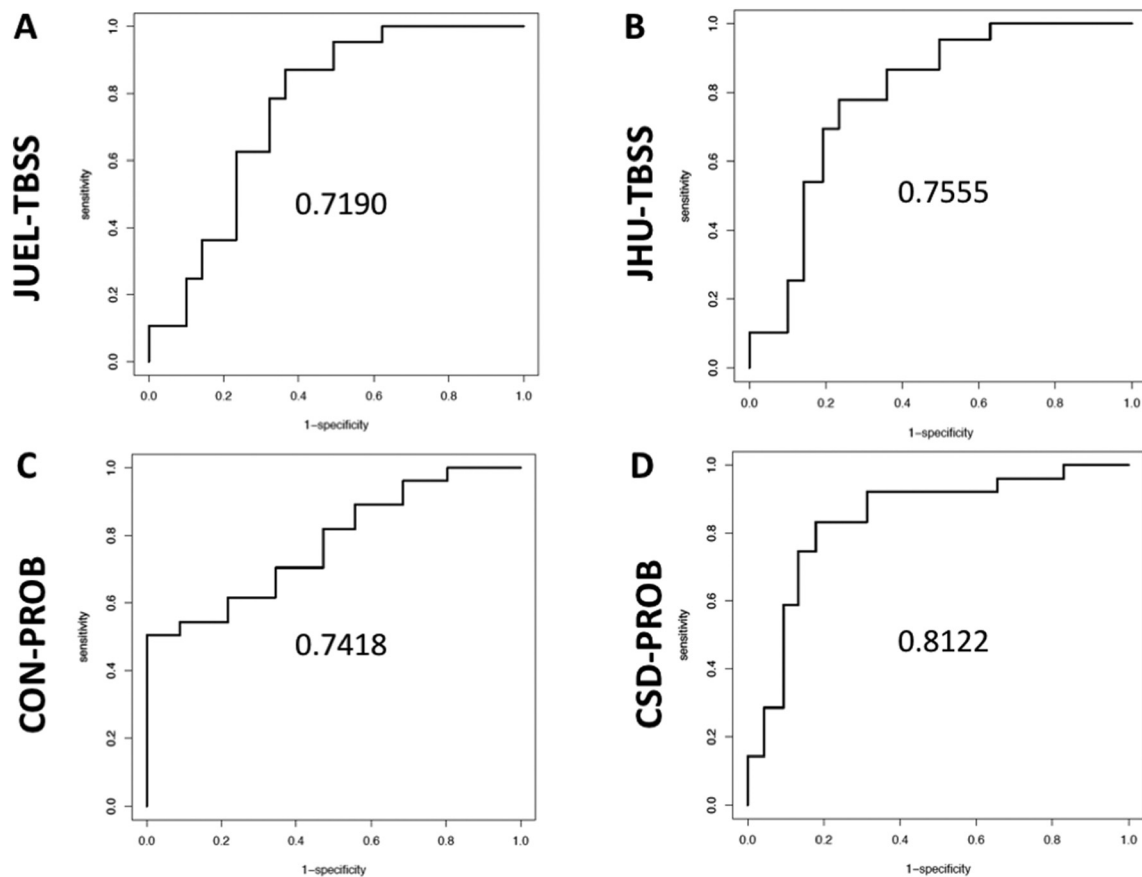 A
JUEL-TBSS
sensitivity
1.0
0.8
0.6
0.4
0.2
0.0
0.7190
0.0 0.2 0.4 0.6 0.8 1.0
1-specificity
B
JHU-TBSS
sensitivity
1.0
0.8
0.6
0.4
0.2
0.0
0.7555
0.0 0.2 0.4 0.6 0.8 1.0
1-specificity
C
CON-PROB
sensitivity
1.0
0.8
0.6
0.4
0.2
0.0
0.7418
0.0 0.2 0.4 0.6 0.8 1.0
1-specificity
D
CSD-PROB
sensitivity
1.0
0.8
0.6
0.4
0.2
0.0
0.8122
0.0 0.2 0.4 0.6 0.8 1.0
1-specificity